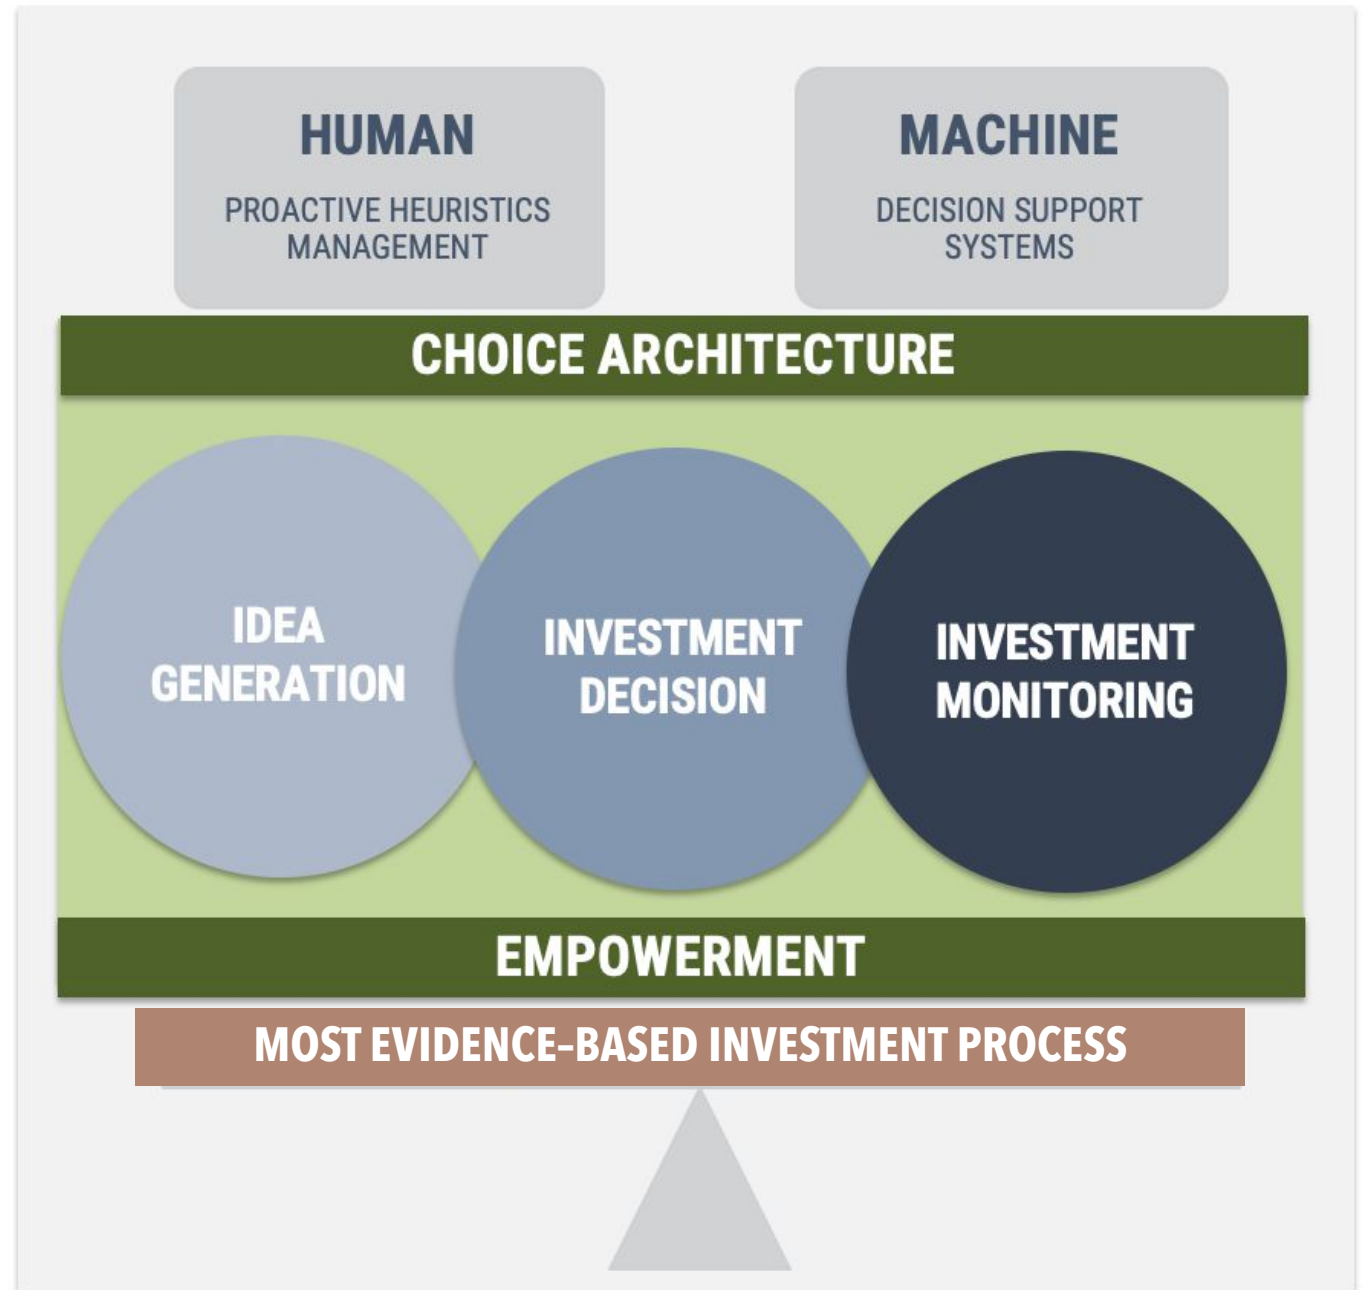 HUMAN
PROACTIVE HEURISTICS
MANAGEMENT
MACHINE
DECISION SUPPORT
SYSTEMS
CHOICE ARCHITECTURE
IDEA
GENERATION
INVESTMENT
DECISION
INVESTMENT
MONITORING
EMPOWERMENT
MOST EVIDENCE-BASED INVESTMENT PROCESS